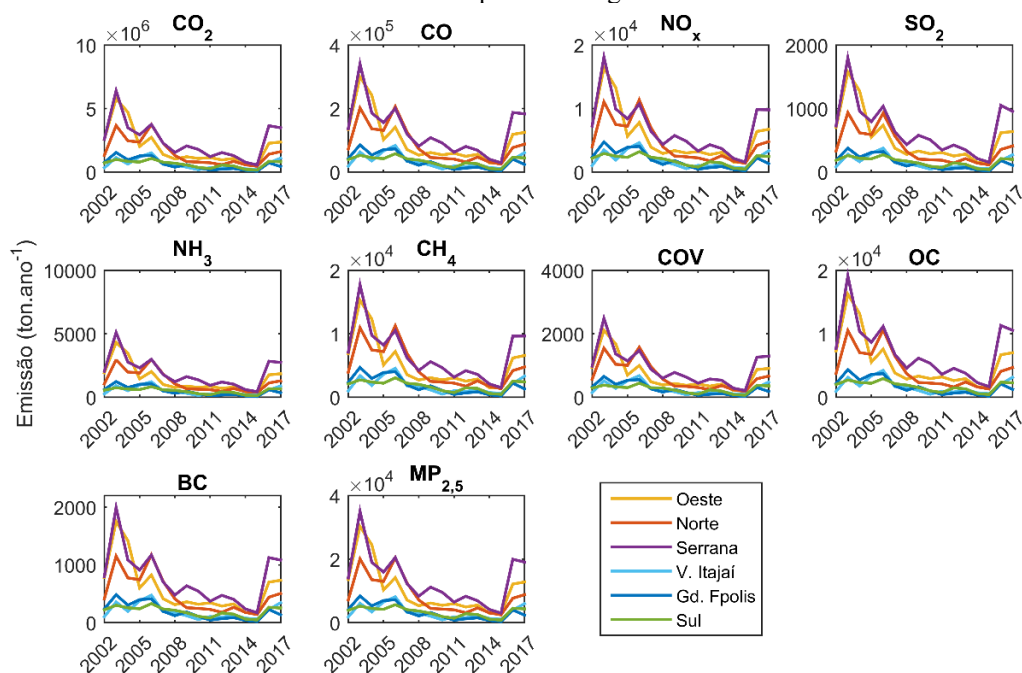 CO2 CO NOx SO2
×10^6 ×10^5 ×10^4
10 4 2 2000
5 2 1 1000
0 0 0 0
2002 2005 2008 2011 2014 2017 2002 2005 2008 2011 2014 2017 2002 2005 2008 2011 2014 2017 2002 2005 2008 2011 2014 2017
Emissão (ton.ano-1)
NH3 CH4 COV OC
×10^4 ×10^4
10000 2 4000 2
5000 1 2000 1
0 0 0 0
2002 2005 2008 2011 2014 2017 2002 2005 2008 2011 2014 2017 2002 2005 2008 2011 2014 2017 2002 2005 2008 2011 2014 2017
BC MP2,5
×10^4
2000 4
1000 2
0 0
2002 2005 2008 2011 2014 2017 2002 2005 2008 2011 2014 2017
Oeste
Norte
Serrana
V. Itajaí
Gd. Fpolis
Sul